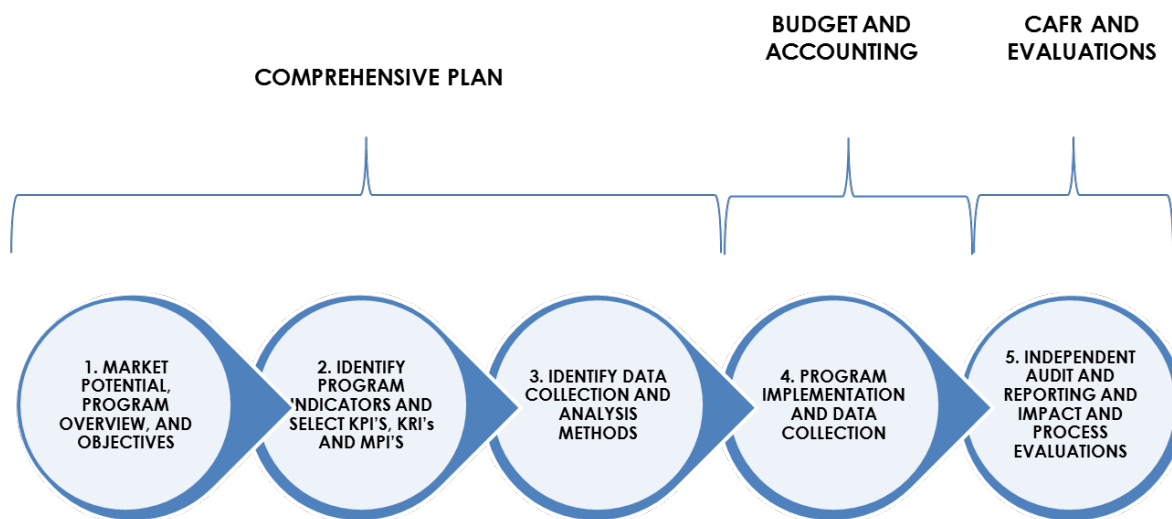 COMPREHENSIVE PLAN
BUDGET AND
ACCOUNTING
CAFR AND
EVALUATIONS
1. MARKET
POTENTIAL,
PROGRAM
OVERVIEW, AND
OBJECTIVES
2. IDENTIFY
PROGRAM
INDICATORS AND
SELECT KPI'S, KRI's
AND MPI'S
3. IDENTIFY DATA
COLLECTION AND
ANALYSIS
METHODS
4. PROGRAM
IMPLEMENTATION
AND DATA
COLLECTION
5. INDEPENDENT
AUDIT AND
REPORTING AND
IMPACT AND
PROCESS
EVALUATIONS